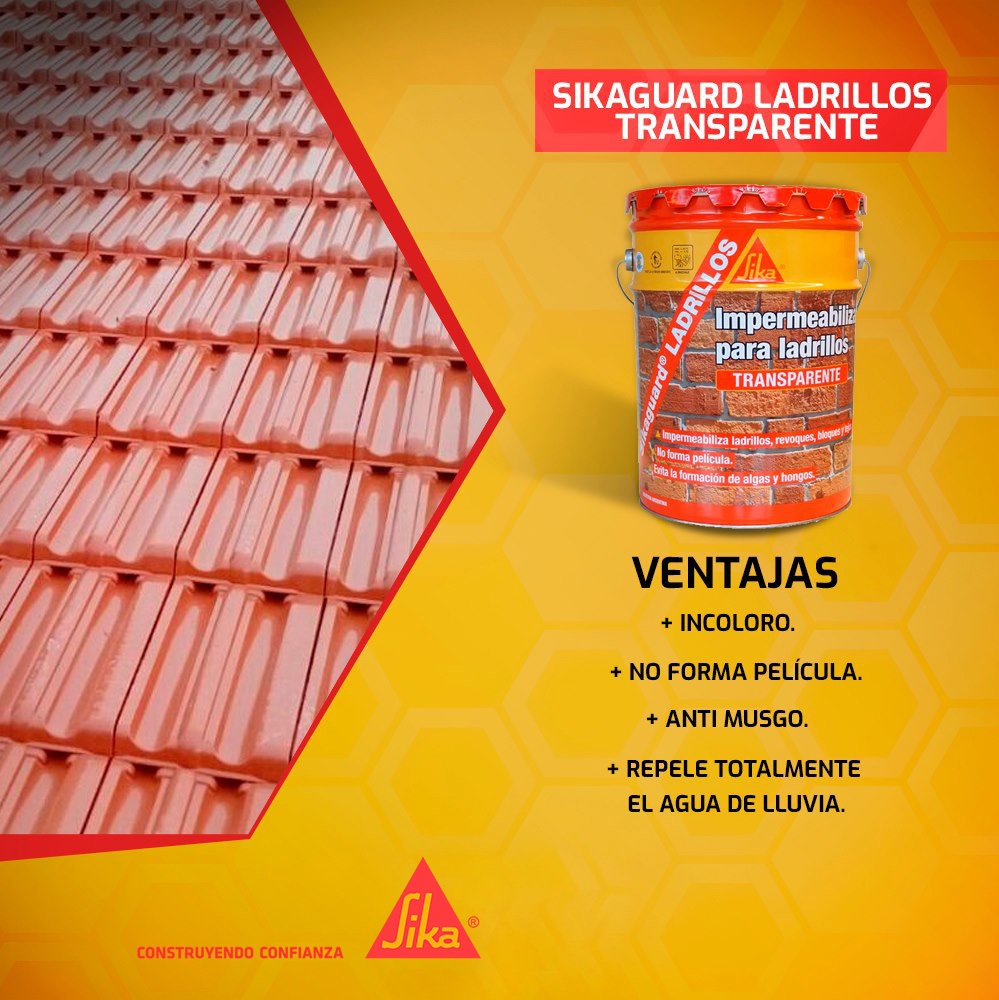 SIKAGUARD LADRILLOS
TRANSPARENTE
Sika®
Sikaguard® LADRILLOS
para ladrillos
TRANSPARENTE
Impermeabiliza ladrillos, revoques, bloques y
No forma película.
Evita la formación de algas y hongos.
VENTAJAS
+ INCOLORO.
+ NO FORMA PELÍCULA.
+ ANTI MUSGO.
+ REPELE TOTALMENTE
EL AGUA DE LLUVIA.
CONSTRUYENDO CONFIANZA
Sika®